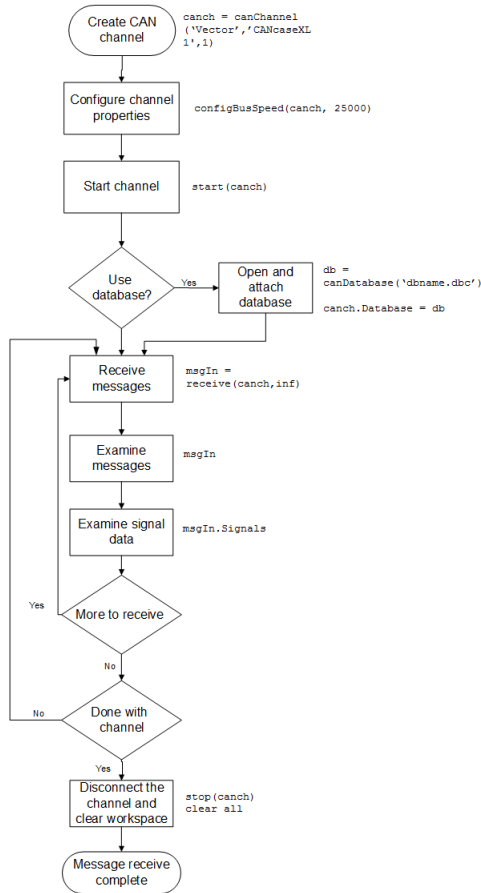 Create CAN
channel
canch = canChannel
(‘Vector’,’CANcaseXL
1',1)
Configure channel
properties
configBusSpeed(canch, 25000)
Start channel
start(canch)
Use
database?
Yes
Open and
attach
database
db =
canDatabase(‘dbname.dbc’)
canch.Database = db
Receive
messages
msgIn =
receive(canch,inf)
Examine
messages
msgIn
Examine signal
data
msgIn.Signals
Yes
More to receive
No
No
Done with
channel
Yes
Disconnect the
channel and
clear workspace
stop(canch)
clear all
Message receive
complete